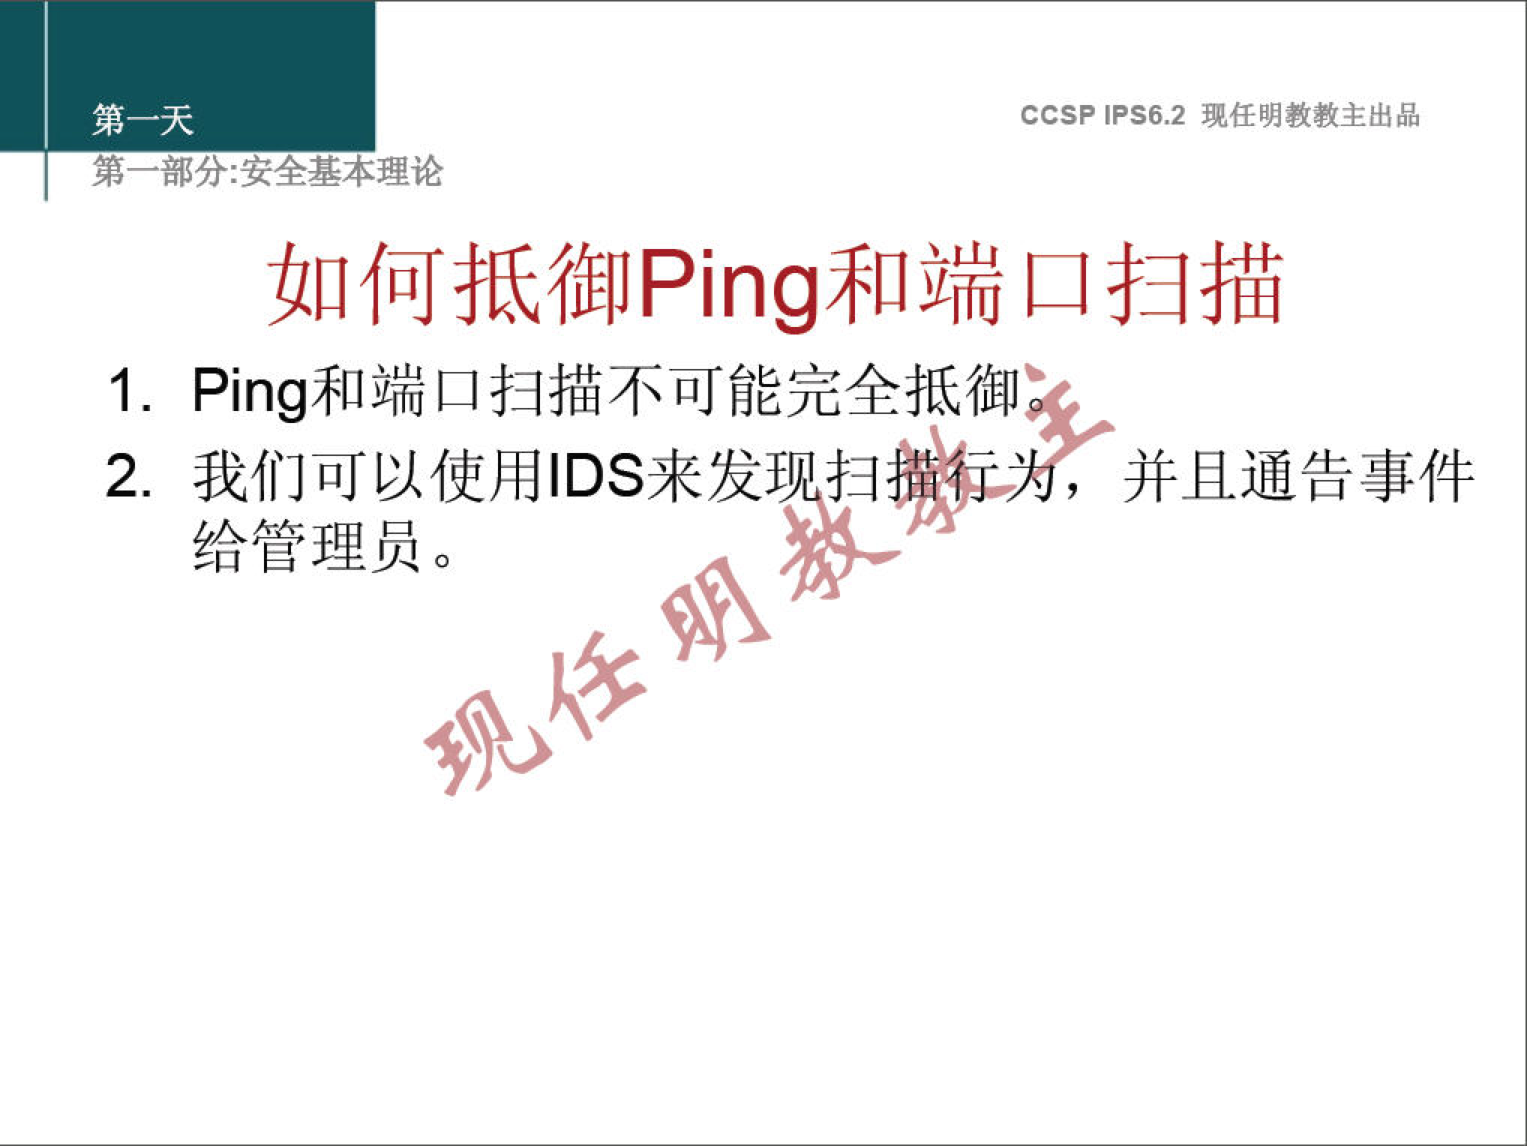 第一天
CCSP IPS6.2 现任明教教主出品
第一部分:安全基本理论
如何抵御Ping和端口扫描
1. Ping和端口扫描不可能完全抵御。
2. 我们可以使用IDS来发现扫描行为，并且通告事件
给管理员。
现任明教教主